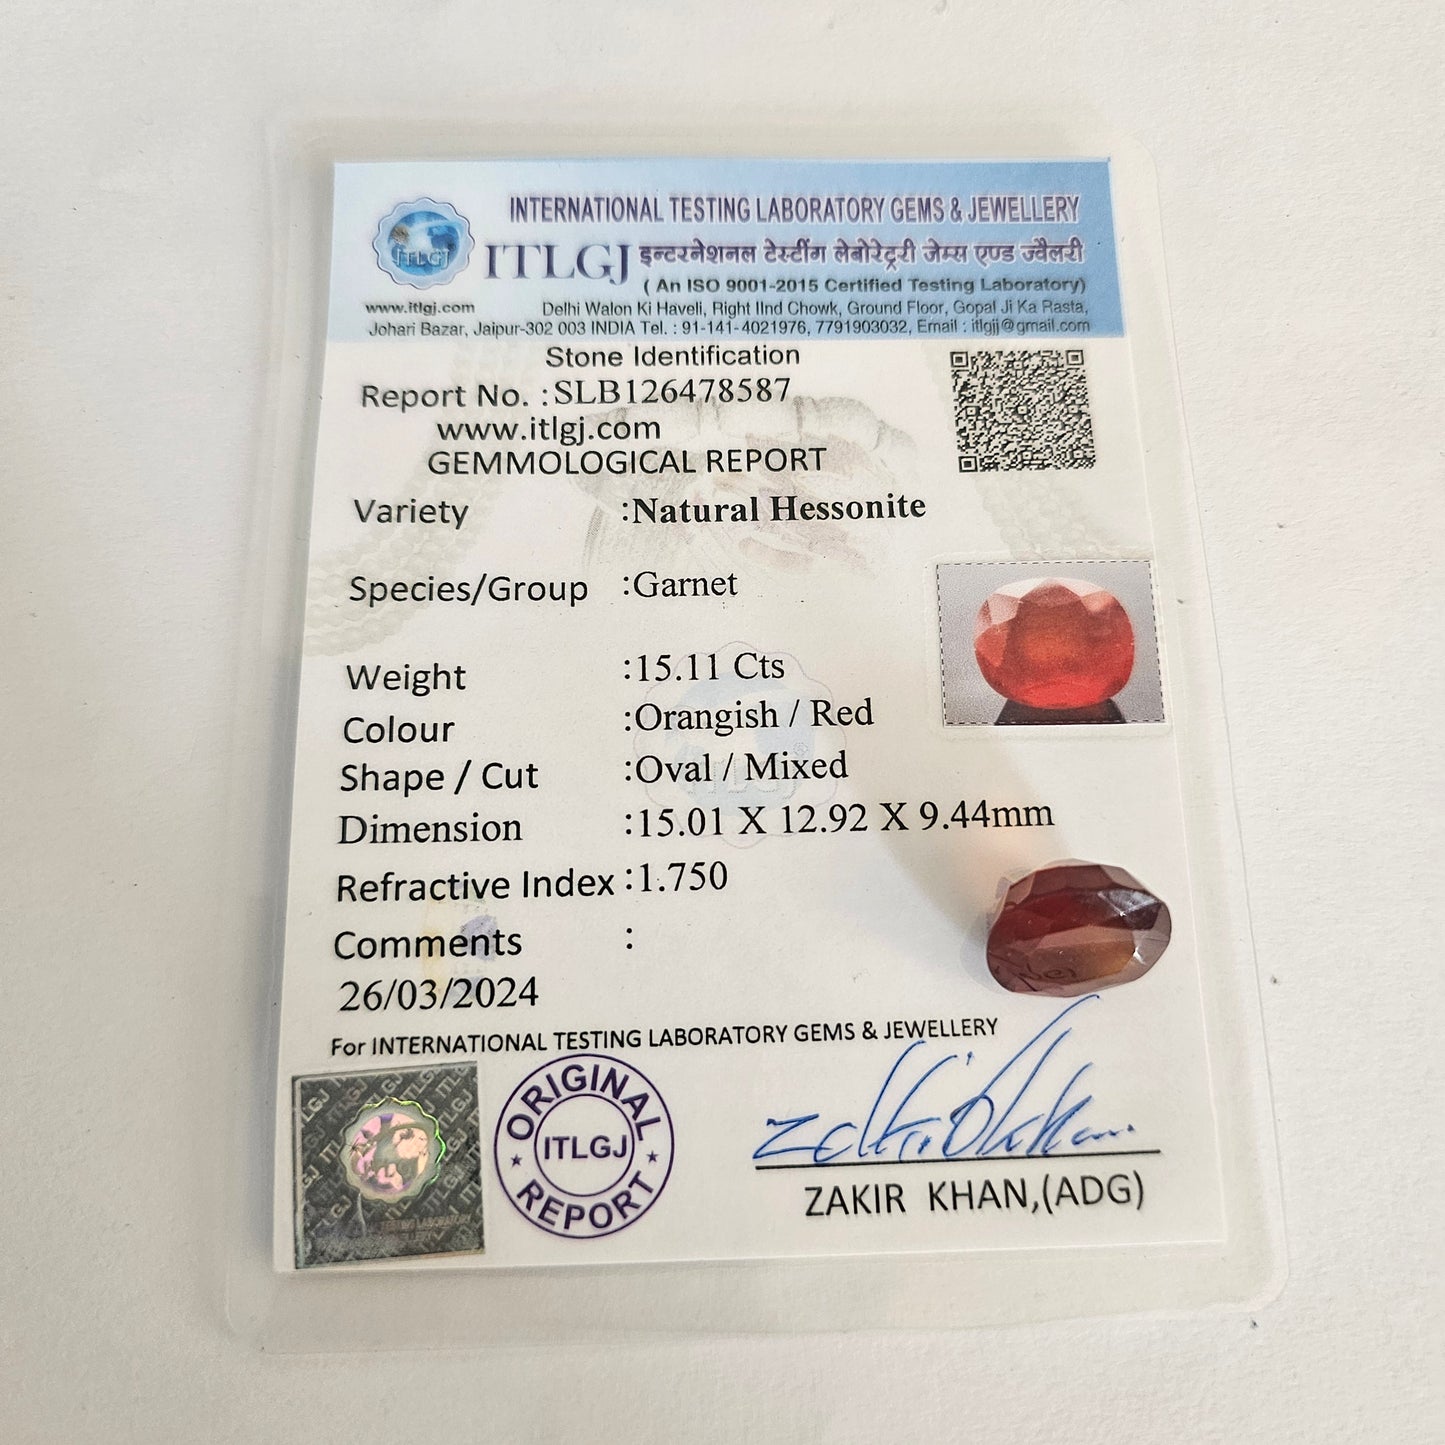 INTERNATIONAL TESTING LABORATORY GEMS & JEWELLERY
ITLGJ
ITLGJ इन्टरनेशनल टेस्टींग लेबोरेट्ररी जेम्स एण्ड ज्वैलरी
( An ISO 9001-2015 Certified Testing Laboratory)
www.itlgj.com Delhi Walon Ki Haveli, Right IInd Chowk, Ground Floor, Gopal Ji Ka Rasta,
Johari Bazar, Jaipur-302 003 INDIA Tel. : 91-141-4021976, 7791903032, Email : itlgjj@gmail.com
Stone Identification
Report No. :SLB126478587
www.itlgj.com
GEMMOLOGICAL REPORT
Variety :Natural Hessonite
Species/Group :Garnet
Weight :15.11 Cts
Colour :Orangish / Red
Shape / Cut :Oval / Mixed
Dimension :15.01 X 12.92 X 9.44mm
Refractive Index :1.750
Comments :
26/03/2024
For INTERNATIONAL TESTING LABORATORY GEMS & JEWELLERY
ORIGINAL
ITLGJ
REPORT
ZAKIR KHAN,(ADG)